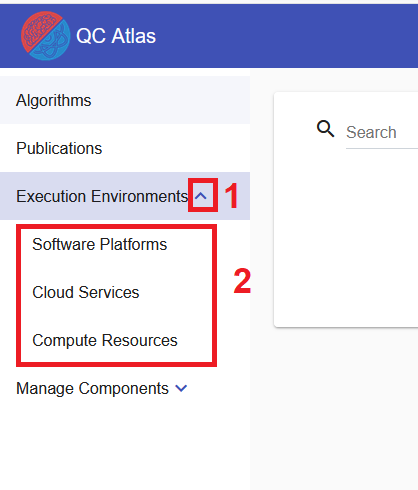 QC Atlas
Algorithms
Search
Publications
Execution Environments 1
Software Platforms
Cloud Services
2
Compute Resources
Manage Components